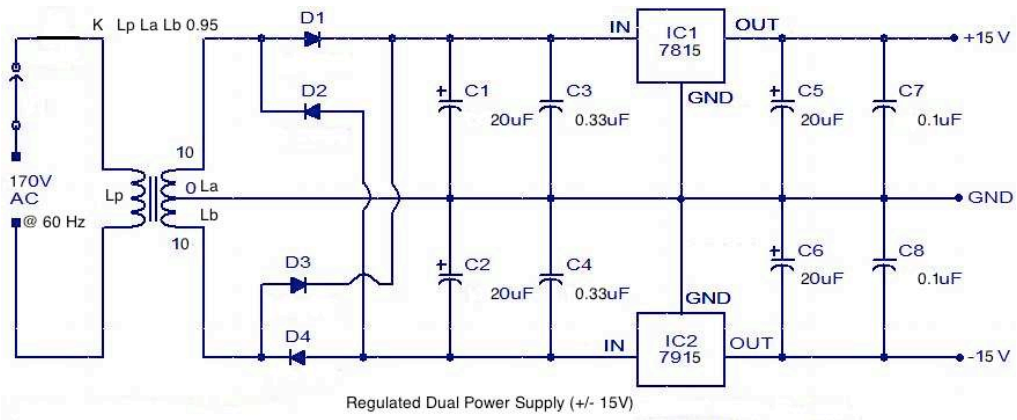 K Lp La Lb 0.95
D1
IN
IC1
7815
OUT
+15 V
D2
C1
20uF
C3
0.33uF
GND
C5
20uF
C7
0.1uF
10
170V
AC
@ 60 Hz
Lp
0 La
Lb
10
GND
D3
C2
20uF
C4
0.33uF
GND
C6
20uF
C8
0.1uF
D4
IN
IC2
7915
OUT
-15 V
Regulated Dual Power Supply (+/- 15V)